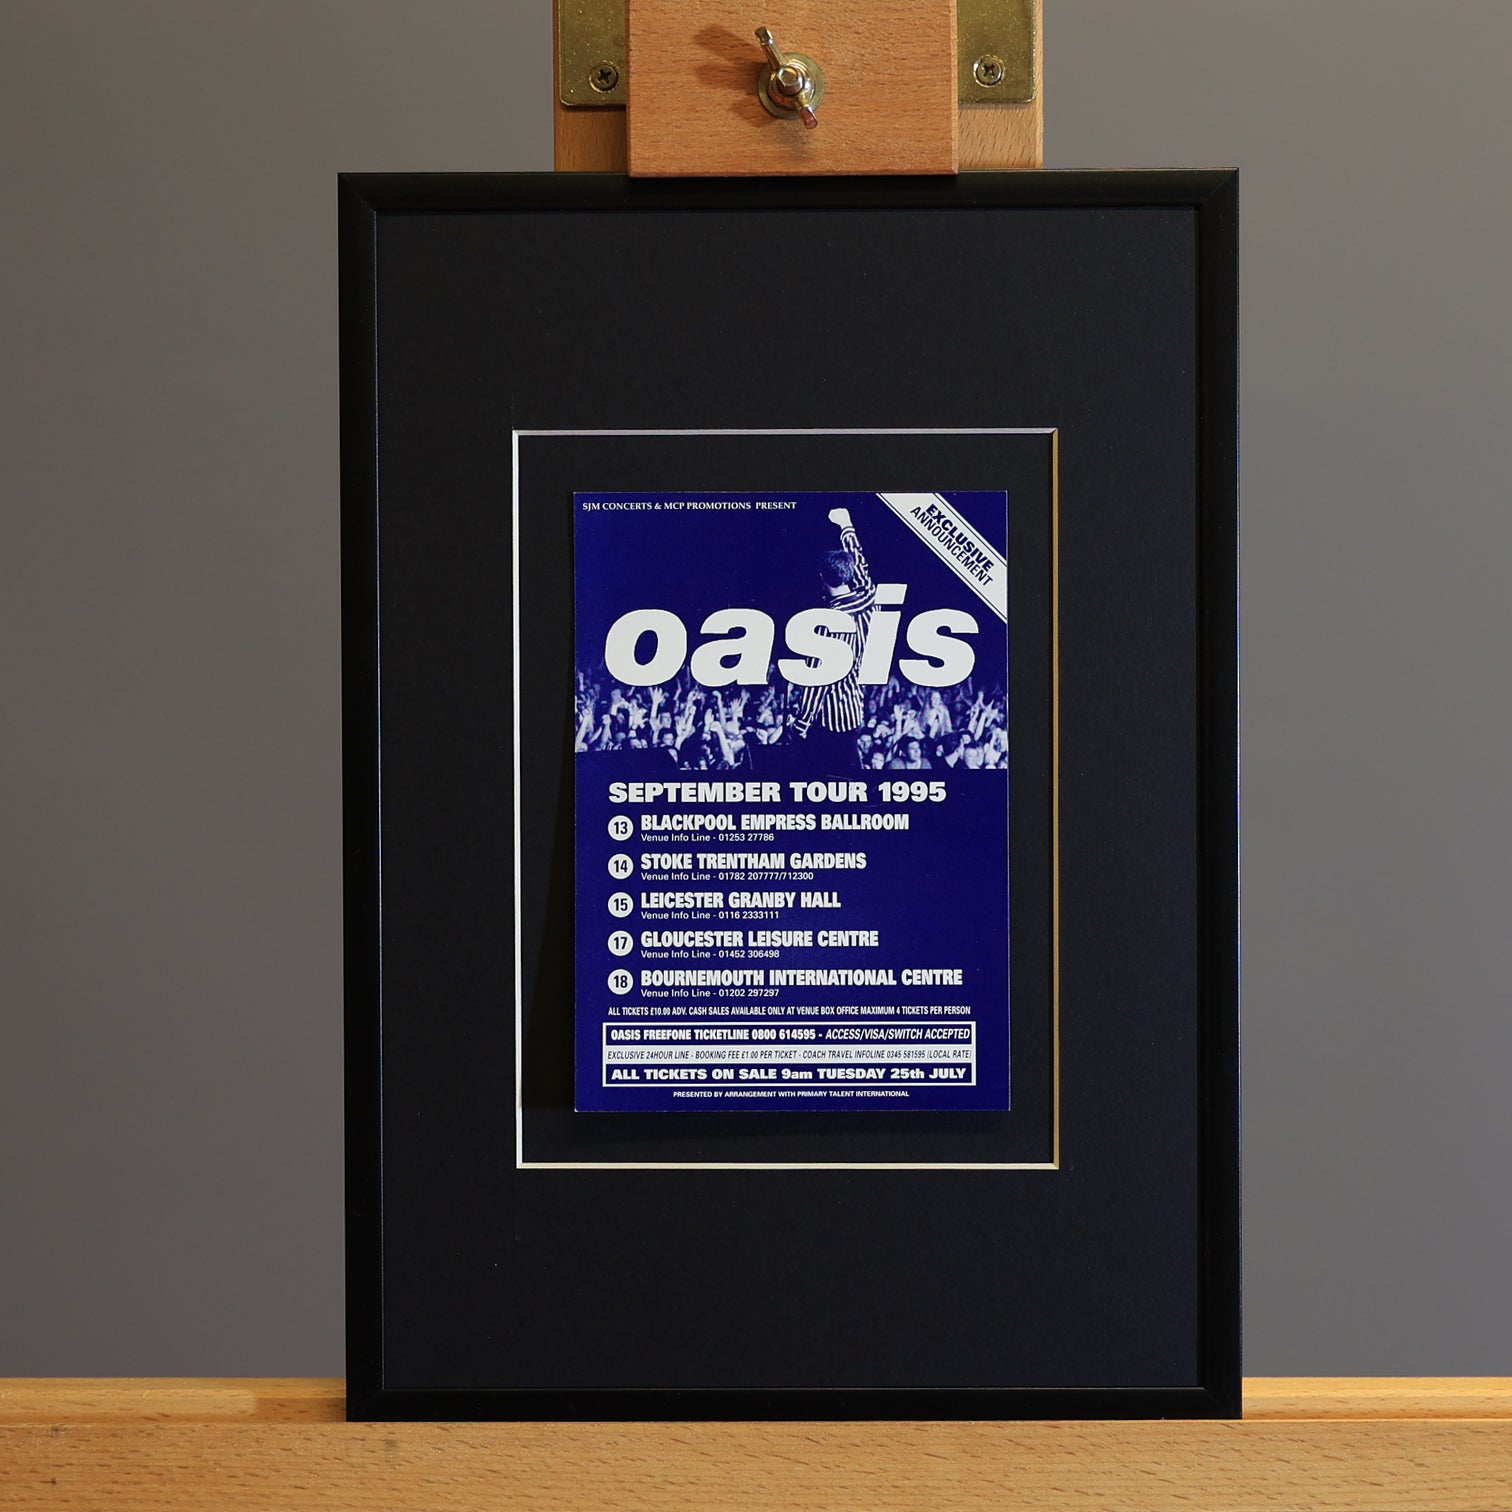 SJM CONCERTS & MCP PROMOTIONS PRESENT
EXCLUSIVE
ANNOUNCEMENT
oasis
SEPTEMBER TOUR 1995
13 BLACKPOOL EMPRESS BALLROOM
Venue Info Line - 01253 27786
14 STOKE TRENTHAM GARDENS
Venue Info Line - 01782 207777/712300
15 LEICESTER GRANBY HALL
Venue Info Line - 0116 2333111
17 GLOUCESTER LEISURE CENTRE
Venue Info Line - 01452 306498
18 BOURNEMOUTH INTERNATIONAL CENTRE
Venue Info Line - 01202 297297
ALL TICKETS £10.00 ADV. CASH SALES AVAILABLE ONLY AT VENUE BOX OFFICE MAXIMUM 4 TICKETS PER PERSON
OASIS FREEFONE TICKETLINE 0800 614595 - ACCESS/VISA/SWITCH ACCEPTED
EXCLUSIVE 24HOUR LINE - BOOKING FEE £1.00 PER TICKET - COACH TRAVEL INFOLINE 0345 581595 (LOCAL RATE)
ALL TICKETS ON SALE 9am TUESDAY 25th JULY
PRESENTED BY ARRANGEMENT WITH PRIMARY TALENT INTERNATIONAL